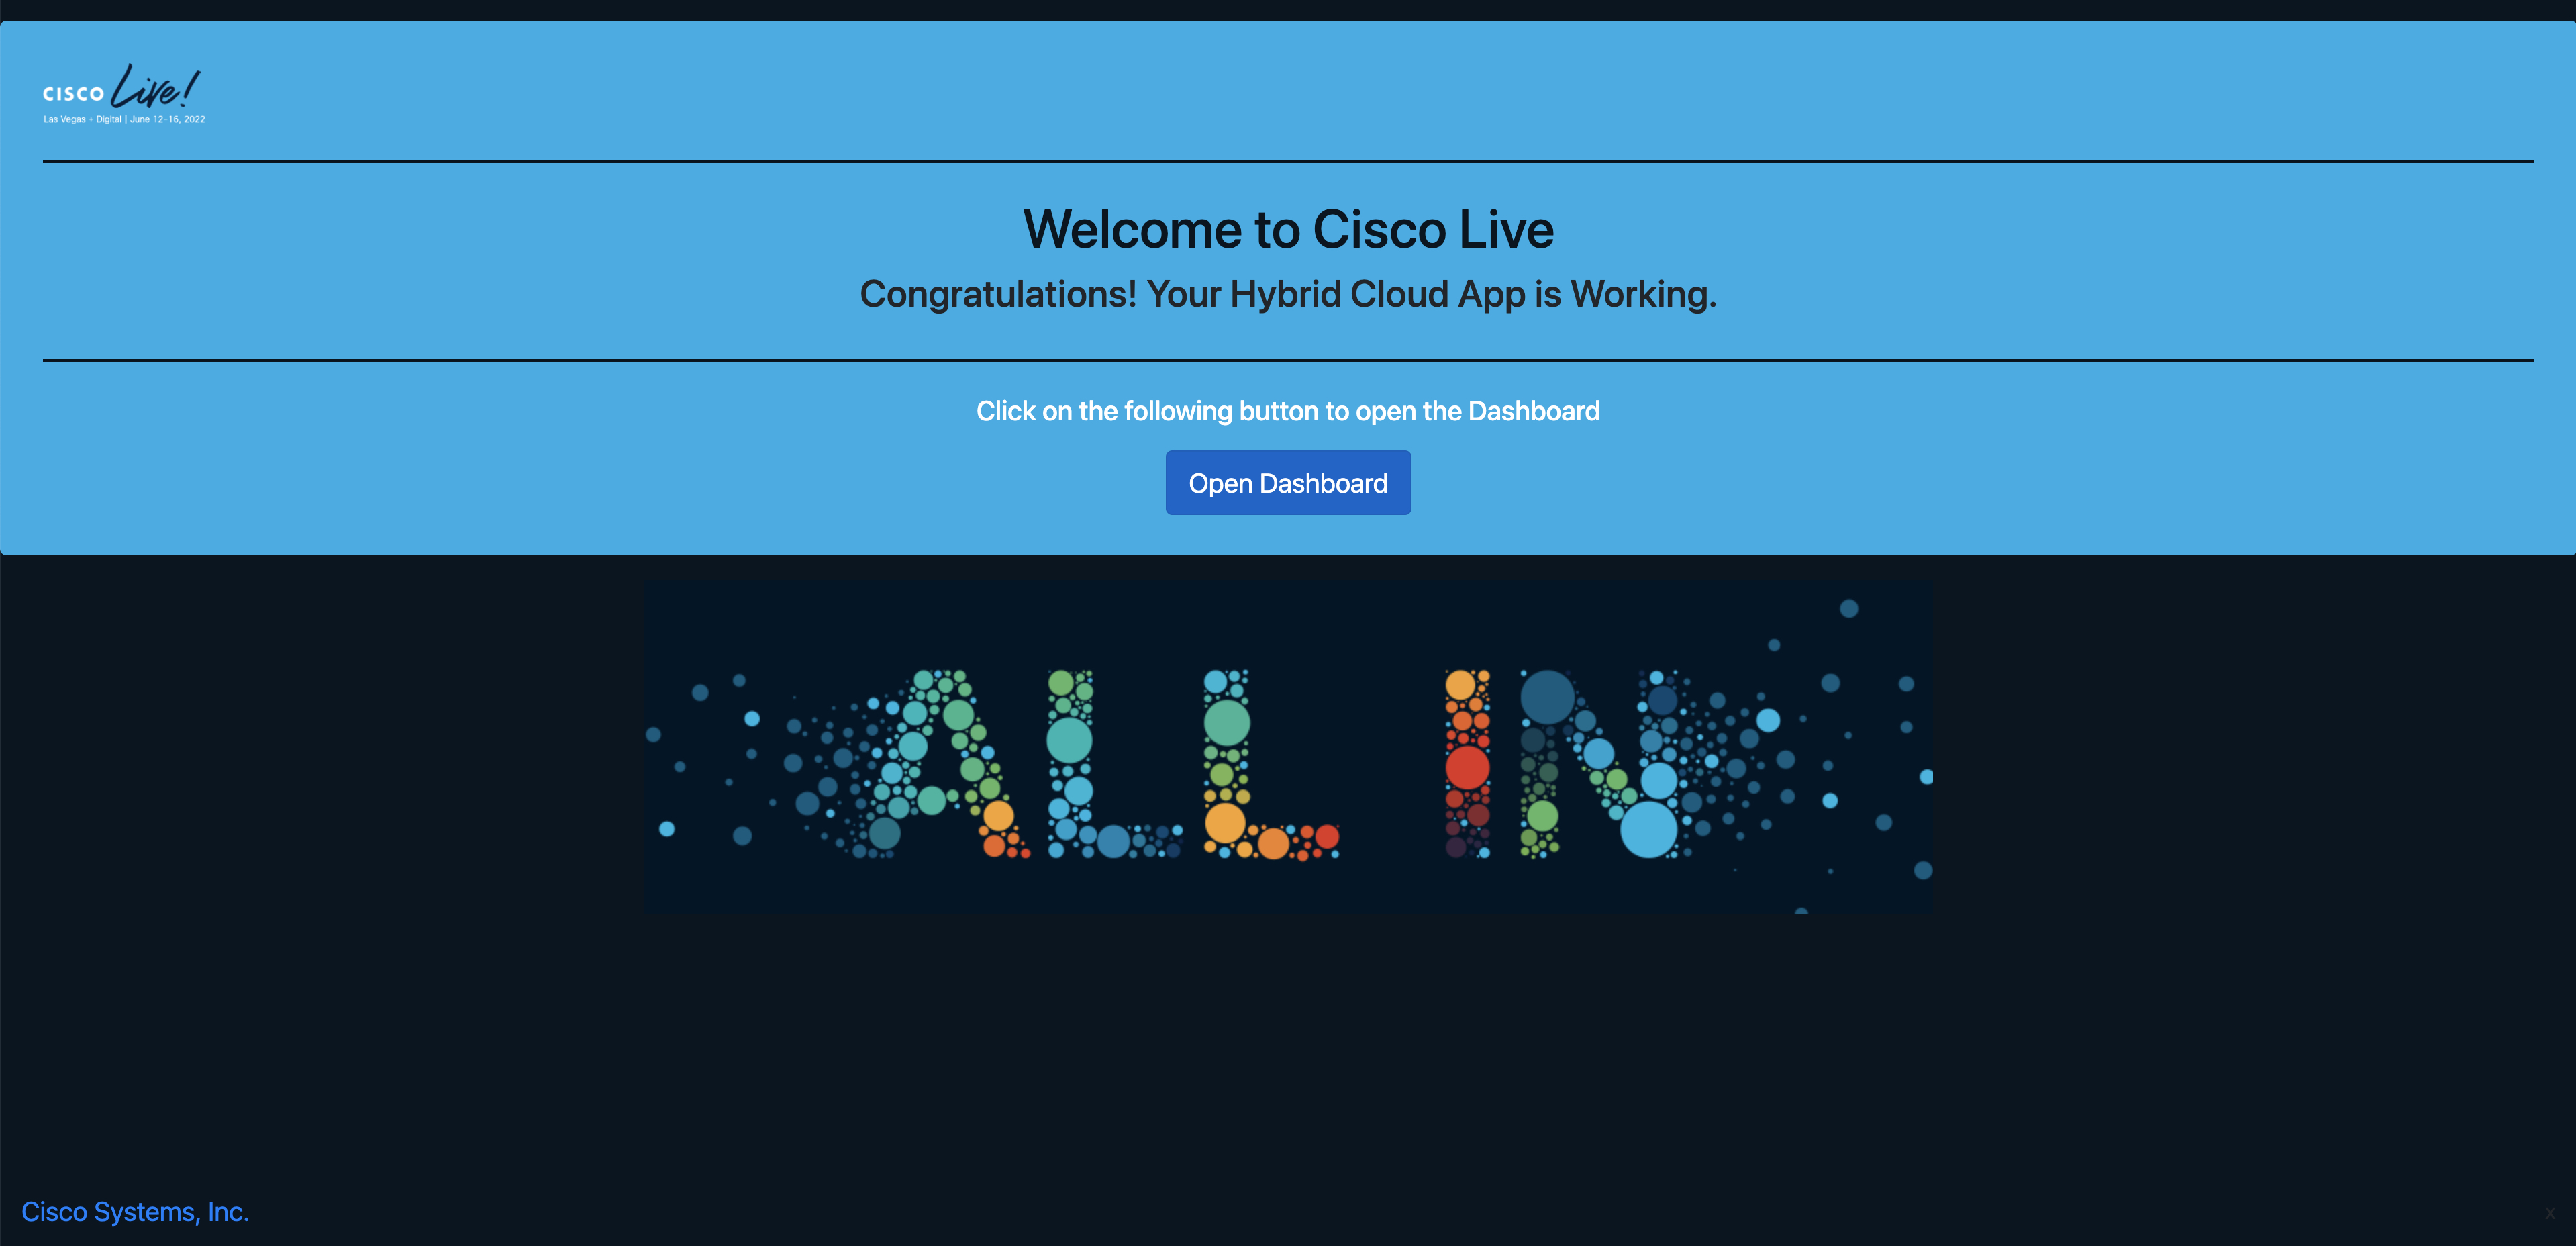 CISCO Live!
Las Vegas + Digital | June 12-16, 2022
Welcome to Cisco Live
Congratulations! Your Hybrid Cloud App is Working.
Click on the following button to open the Dashboard
Open Dashboard
ALL IN
Cisco Systems, Inc.
x